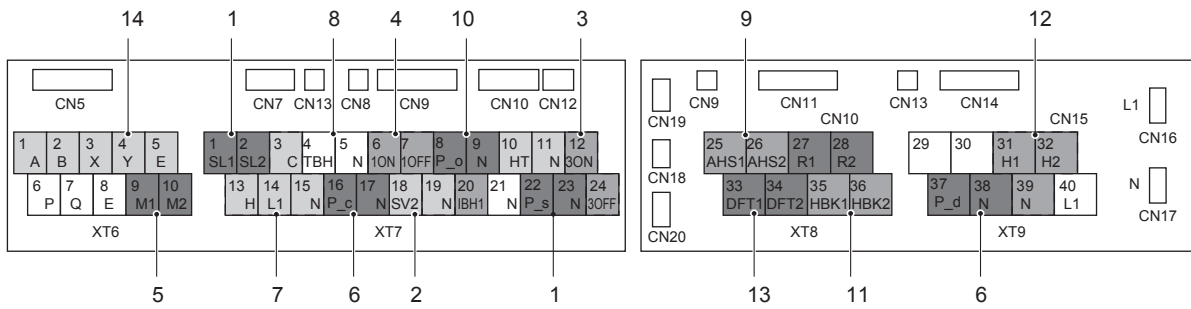 14 1 8 4 10 3 9 12
CN5 CN7 CN13 CN8 CN9 CN10 CN12
CN19 CN9 CN11 CN13 CN14 L1 CN16
CN10 CN15
1 A 2 B 3 X 4 Y 5 E
1 SL1 2 SL2 3 C 4 TBH 5 N 6 1ON 7 1OFF 8 P_o 9 N 10 HT 11 N 12 3ON
CN18
25 AHS1 26 AHS2 27 R1 28 R2
29 30 31 H1 32 H2
6 P 7 Q 8 E 9 M1 10 M2
13 H 14 L1 15 N 16 P_c 17 N 18 SV2 19 N 20 IBH1 21 N 22 P_s 23 N 24 3OFF
33 DFT1 34 DFT2 35 HBK1 36 HBK2
37 P_d 38 N 39 N 40 L1
N CN17
XT6 XT7 CN20 XT8 XT9
5 7 6 2 1 13 11 6